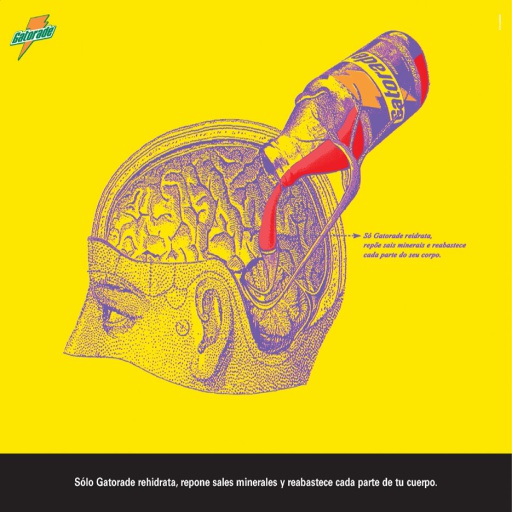 Gatorade
Gatorade
Só Gatorade reidrata,
repõe sais minerais e reabastece
cada parte do seu corpo.
Sólo Gatorade rehidrata, repone sales minerales y reabastece cada parte de tu cuerpo.